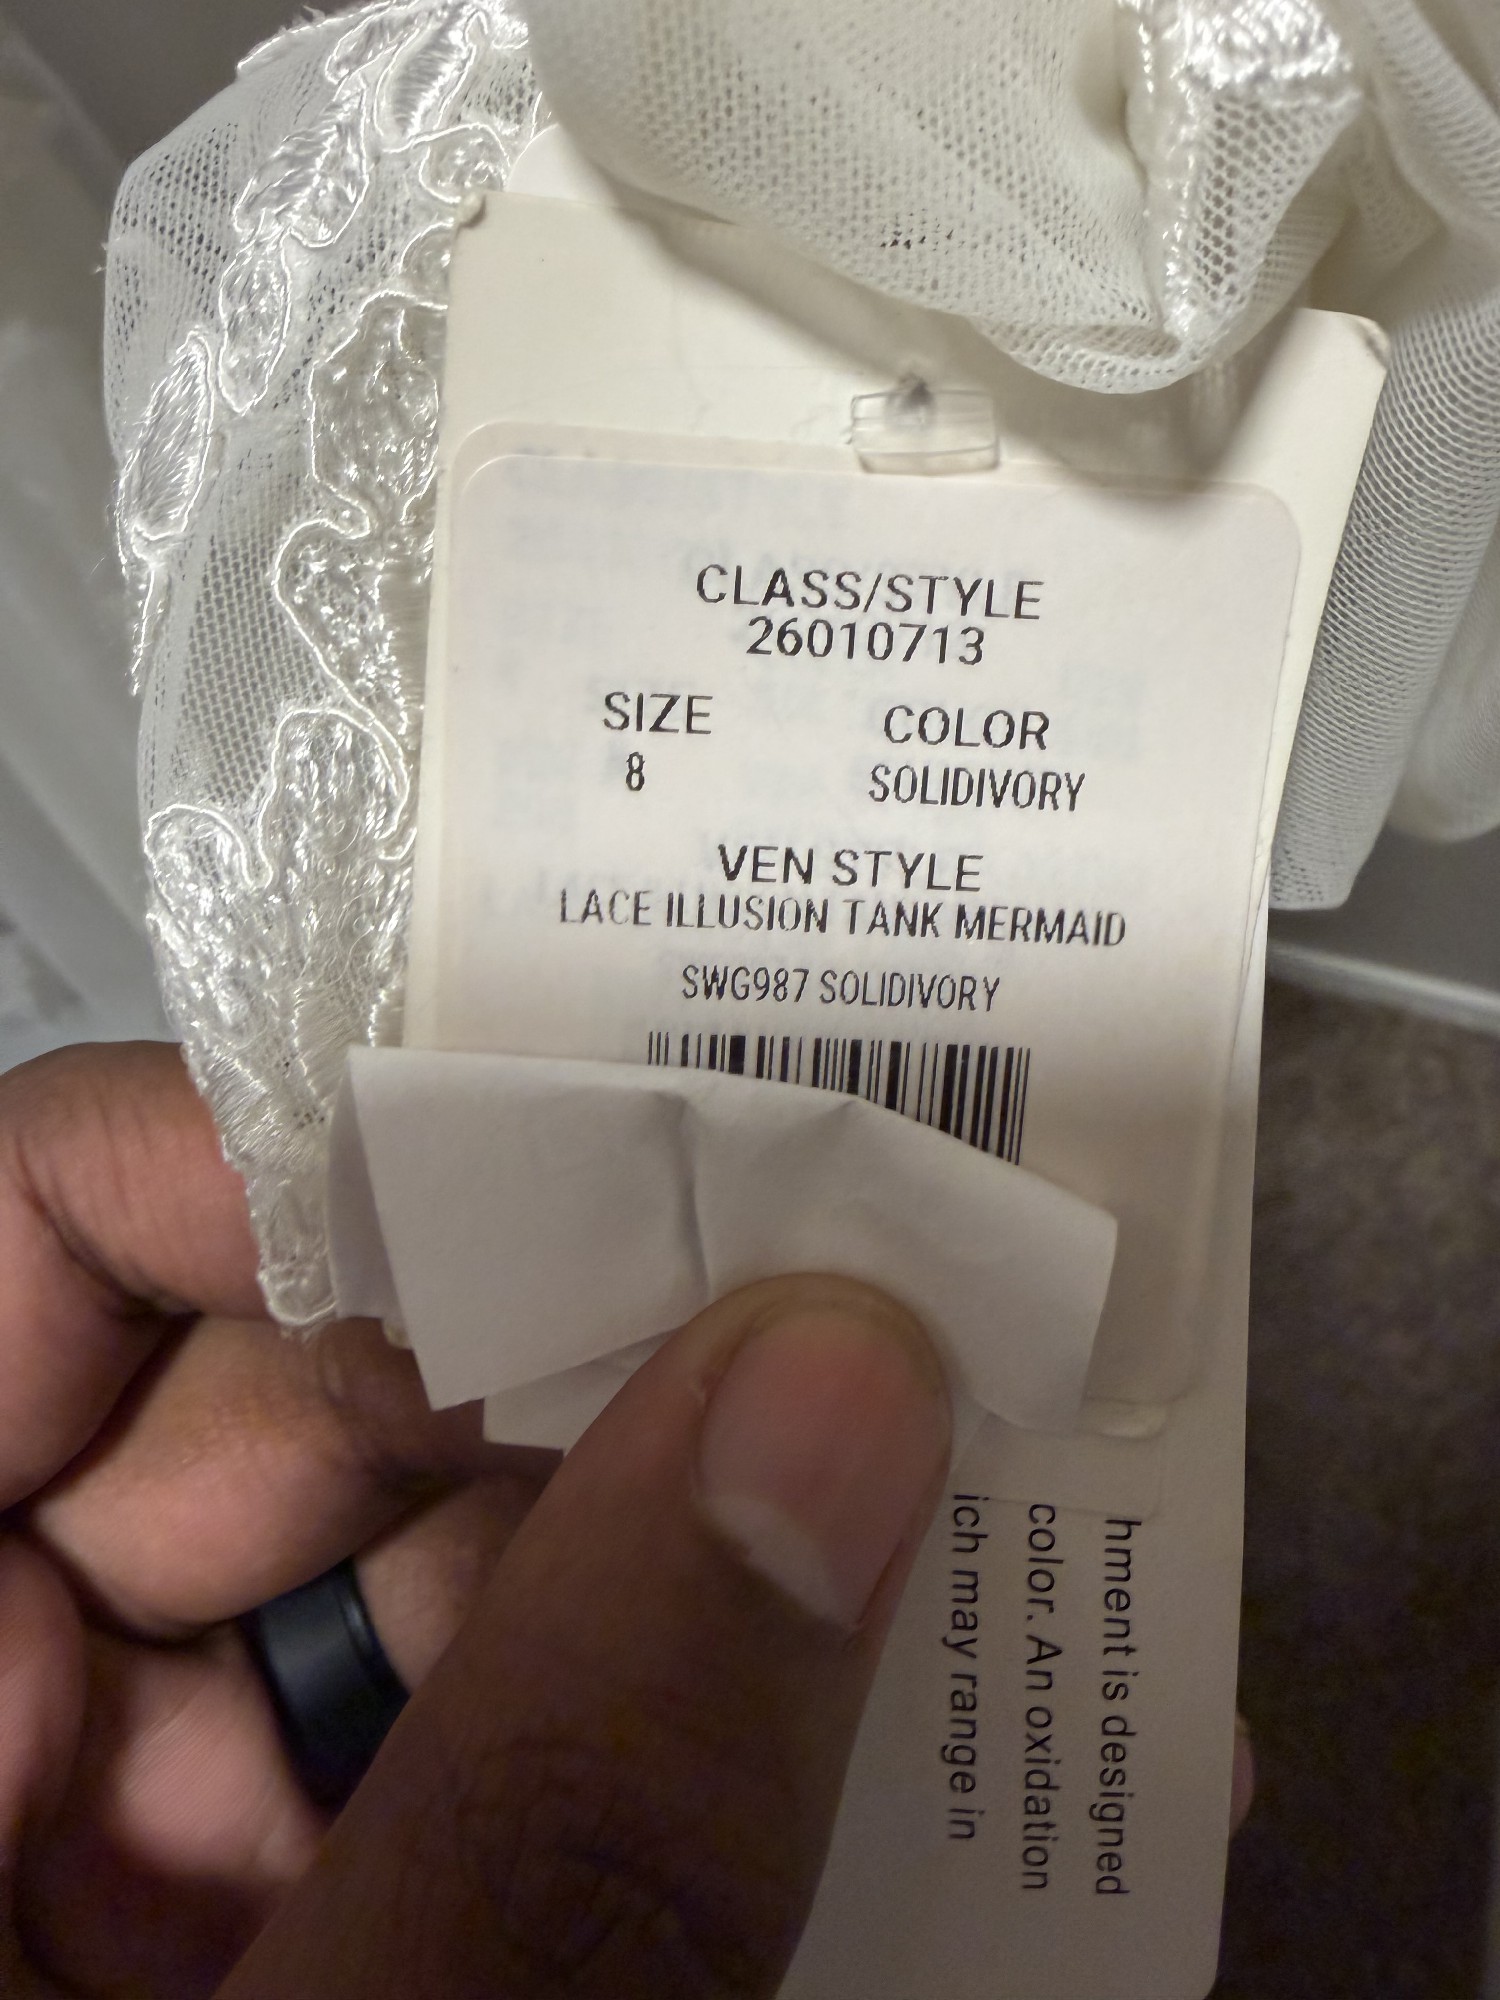 CLASS/STYLE
26010713
SIZE COLOR
8 SOLIDIVORY
VEN STYLE
LACE ILLUSION TANK MERMAID
SWG987 SOLIDIVORY
hment is designed
color. An oxidation
ich may range in